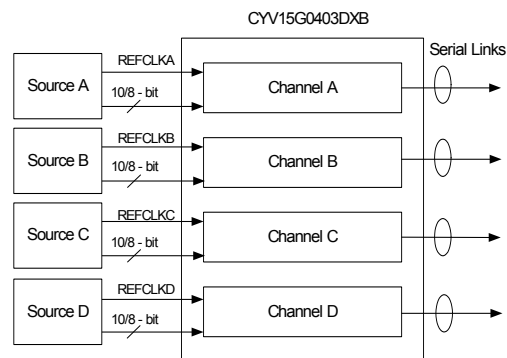 CYV15G0403DXB
Serial Links
Source A
REFCLKA
10/8 - bit
Channel A
Source B
REFCLKB
10/8 - bit
Channel B
Source C
REFCLKC
10/8 - bit
Channel C
Source D
REFCLKD
10/8 - bit
Channel D